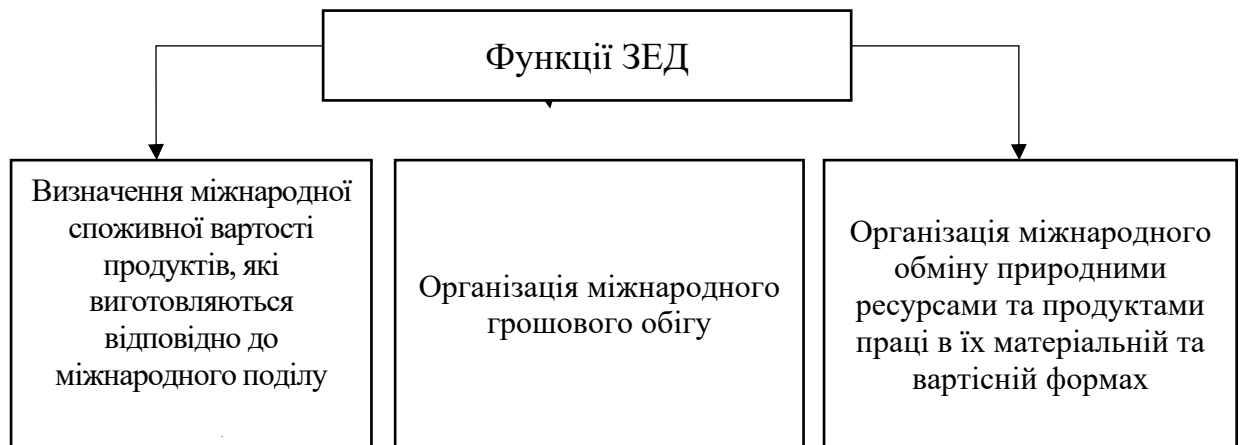 Функції ЗЕД
Визначення міжнародної
споживної вартості
продуктів, які
виготовляються
відповідно до
міжнародного поділу
Організація міжнародного
грошового обігу
Організація міжнародного
обміну природними
ресурсами та продуктами
праці в їх матеріальній та
вартісній формах